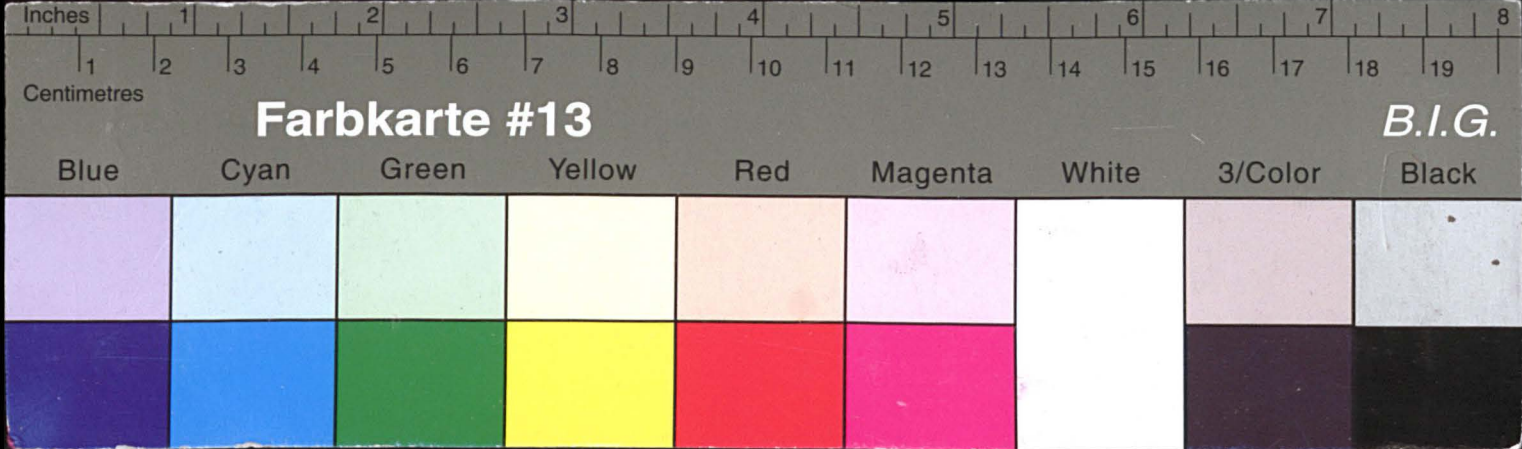 Inches 1 2 3 4 5 6 7 8
1 2 3 4 5 6 7 8 9 10 11 12 13 14 15 16 17 18 19
Centimetres
Farbkarte #13 B.I.G.
Blue Cyan Green Yellow Red Magenta White 3/Color Black